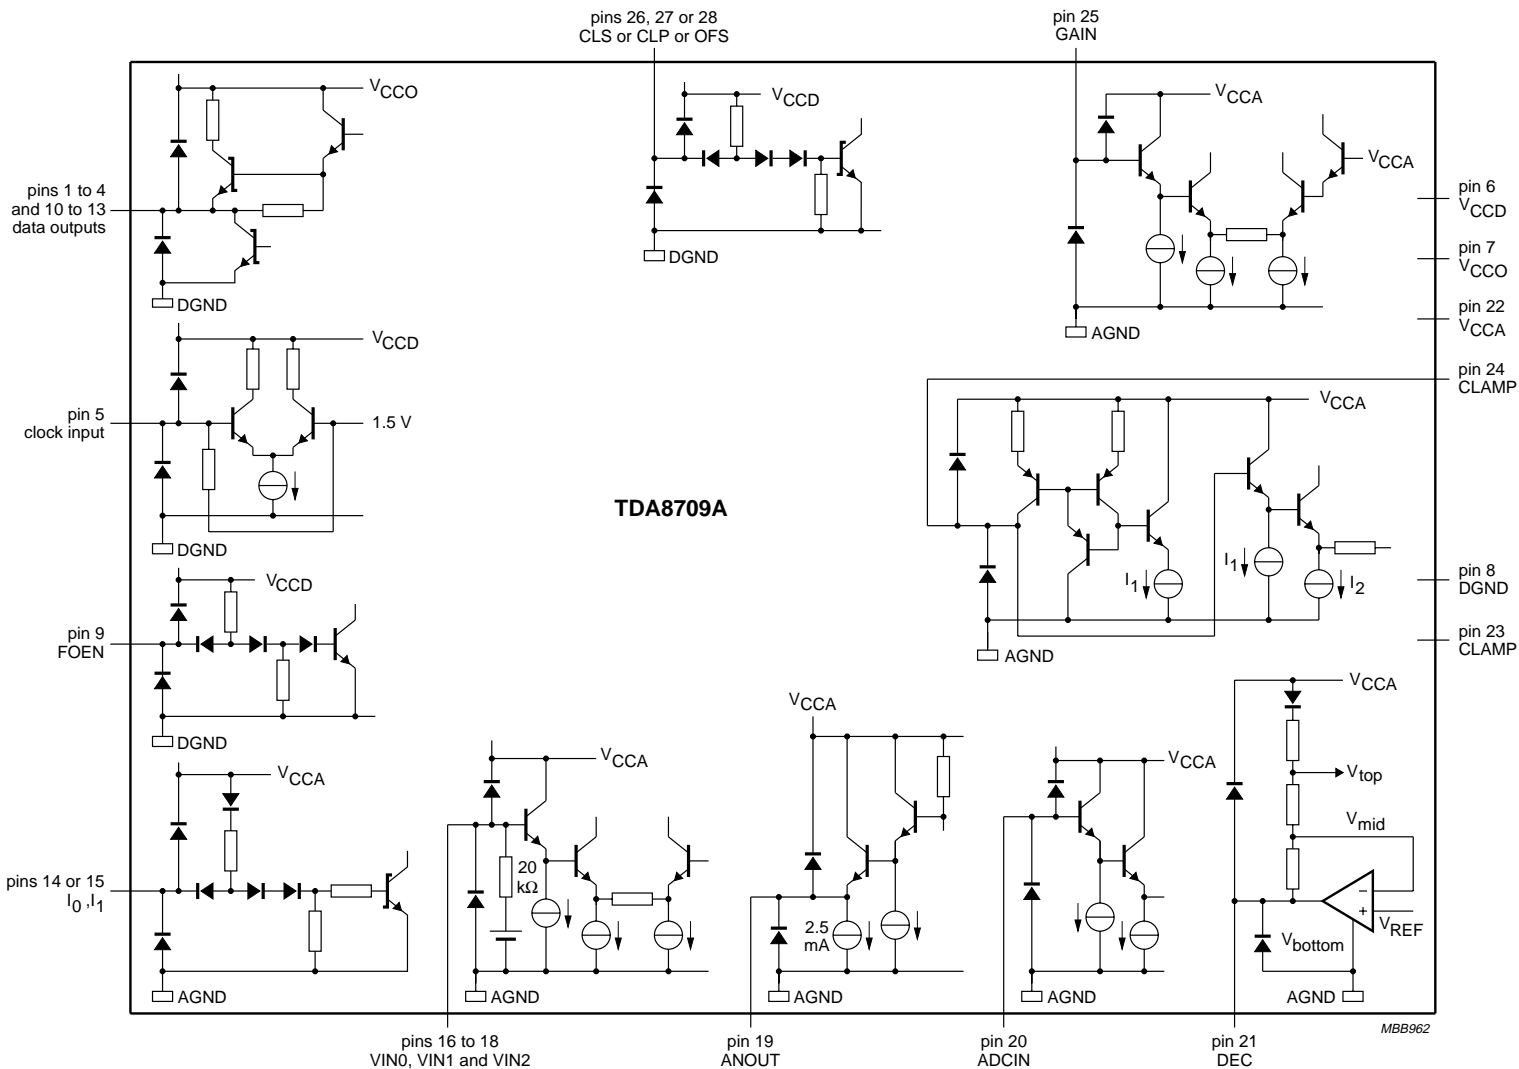 pins 26, 27 or 28
CLS or CLP or OFS
pin 25
GAIN
VCCO
pins 1 to 4
and 10 to 13
data outputs
DGND
VCCD
DGND
VCCA
VCCA
AGND
pin 6
VCCD
pin 7
VCCO
pin 22
VCCA
pin 24
CLAMP
VCCD
pin 5
clock input
1.5 V
DGND
TDA8709A
VCCA
I1
I1
I2
AGND
pin 8
DGND
pin 23
CLAMP
VCCD
pin 9
FOEN
DGND
VCCA
pins 14 or 15
I0 ,I1
AGND
VCCA
20
kΩ
AGND
pins 16 to 18
VIN0, VIN1 and VIN2
VCCA
2.5
mA
AGND
pin 19
ANOUT
VCCA
AGND
pin 20
ADCIN
VCCA
Vtop
Vmid
−
+
VREF
Vbottom
AGND
pin 21
DEC
MBB962